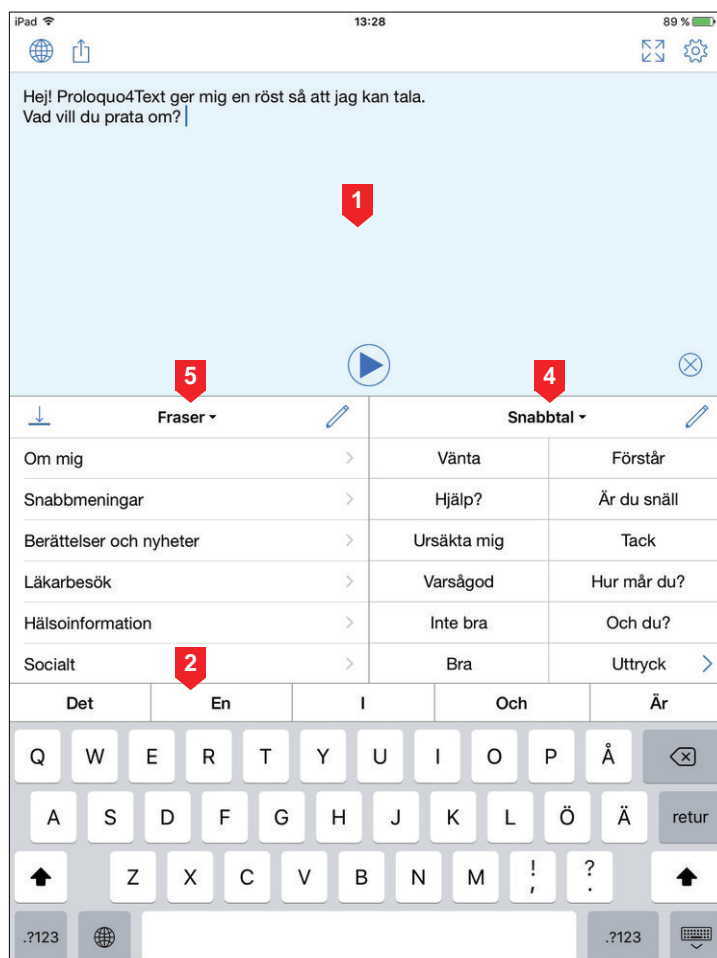 iPad 13:28 89 %
Hej! Proloquo4Text ger mig en röst så att jag kan tala.
Vad vill du prata om?
1
5
4
Fraser
Snabbtal
Om mig
Snabbmeningar
Berättelser och nyheter
Läkarbesök
Hälsoinformation
Socialt
Vänta Förstår
Hjälp? Är du snäll
Ursäkta mig Tack
Varsågod Hur mår du?
Inte bra Och du?
Bra Uttryck
2
Det En I Och Är
Q W E R T Y U I O P Å
A S D F G H J K L Ö Ä retur
Z X C V B N M ! , ? .
.?123 .?123